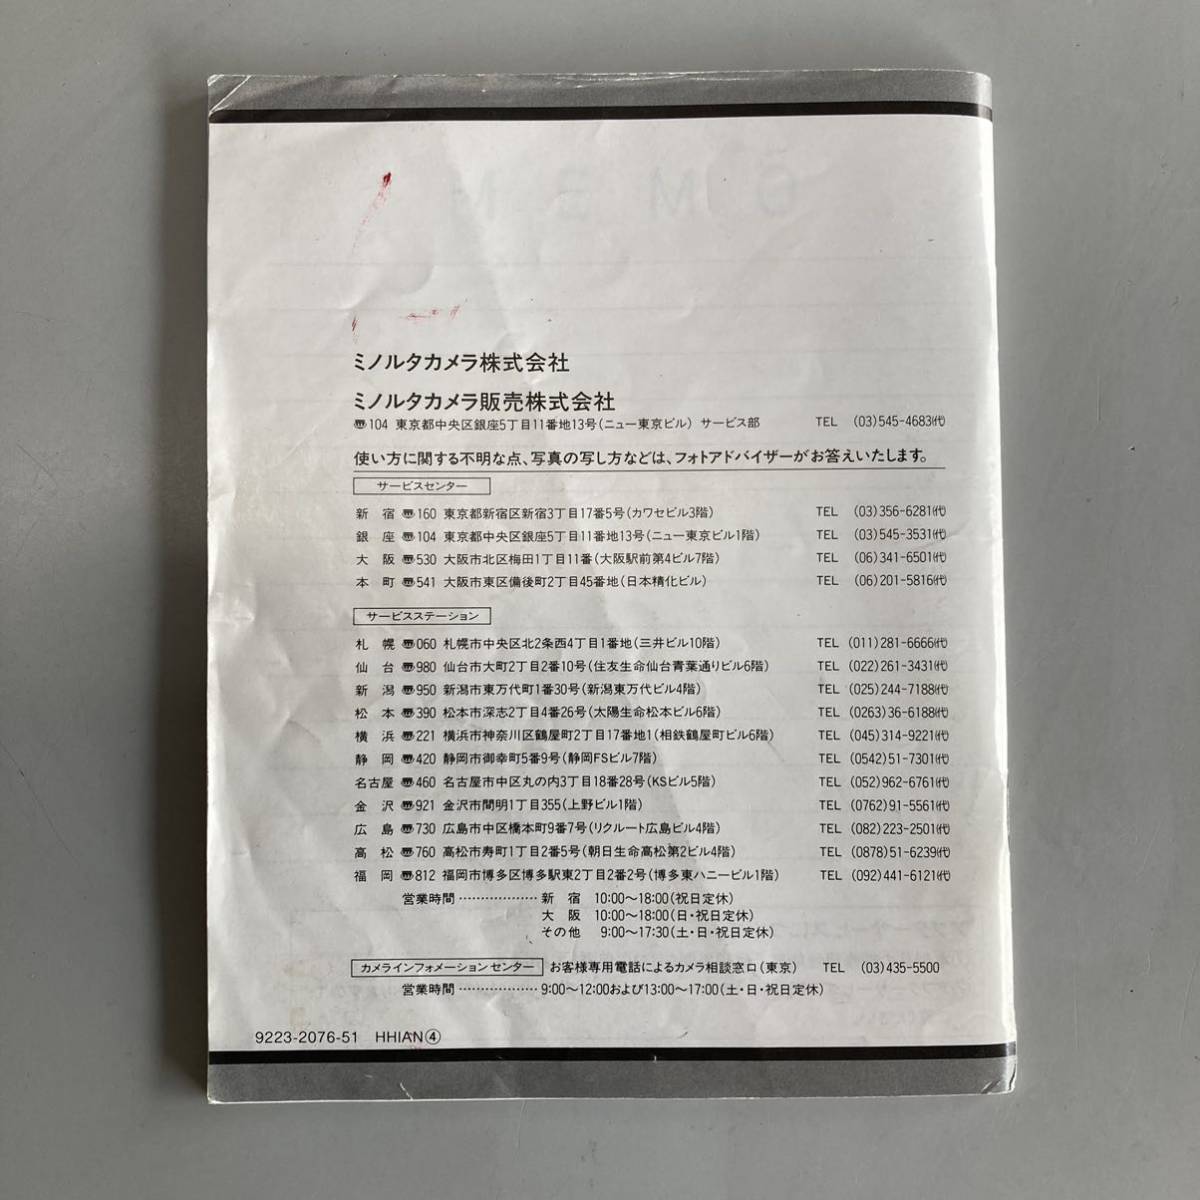 ミノルタカメラ株式会社
ミノルタカメラ販売株式会社
〠104 東京都中央区銀座5丁目11番地13号(ニュー東京ビル) サービス部 TEL (03)545-4683㈹
使い方に関する不明な点、写真の写し方などは、フォトアドバイザーがお答えいたします。
サービスセンター
新宿 〠160 東京都新宿区新宿3丁目17番5号(カワセビル3階) TEL (03)356-6281㈹
銀座 〠104 東京都中央区銀座5丁目11番地13号(ニュー東京ビル1階) TEL (03)545-3531㈹
大阪 〠530 大阪市北区梅田1丁目11番(大阪駅前第4ビル7階) TEL (06)341-6501㈹
本町 〠541 大阪市東区備後町2丁目45番地(日本精化ビル) TEL (06)201-5816㈹
サービスステーション
札幌 〠060 札幌市中央区北2条西4丁目1番地(三井ビル10階) TEL (011)281-6666㈹
仙台 〠980 仙台市大町2丁目2番10号(住友生命仙台青葉通りビル6階) TEL (022)261-3431㈹
新潟 〠950 新潟市東万代町1番30号(新潟東万代ビル4階) TEL (025)244-7188㈹
松本 〠390 松本市深志2丁目4番26号(太陽生命松本ビル6階) TEL (0263)36-6188㈹
横浜 〠221 横浜市神奈川区鶴屋町2丁目17番地1(相鉄鶴屋町ビル6階) TEL (045)314-9221㈹
静岡 〠420 静岡市御幸町5番9号(静岡FSビル7階) TEL (0542)51-7301㈹
名古屋 〠460 名古屋市中区丸の内3丁目18番28号(KSビル5階) TEL (052)962-6761㈹
金沢 〠921 金沢市間明1丁目355(上野ビル1階) TEL (0762)91-5561㈹
広島 〠730 広島市中区橋本町9番7号(リクルート広島ビル4階) TEL (082)223-2501㈹
高松 〠760 高松市寿町1丁目2番5号(朝日生命高松第2ビル4階) TEL (0878)51-6239㈹
福岡 〠812 福岡市博多区博多駅東2丁目2番2号(博多東ハニービル1階) TEL (092)441-6121㈹
営業時間………………新宿 10:00〜18:00(祝日定休)
大阪 10:00〜18:00(日・祝日定休)
その他 9:00〜17:30(土・日・祝日定休)
カメラインフォメーションセンター お客様専用電話によるカメラ相談窓口(東京) TEL (03)435-5500
営業時間………………9:00〜12:00および13:00〜17:00(土・日・祝日定休)
9223-2076-51 HHIAN④